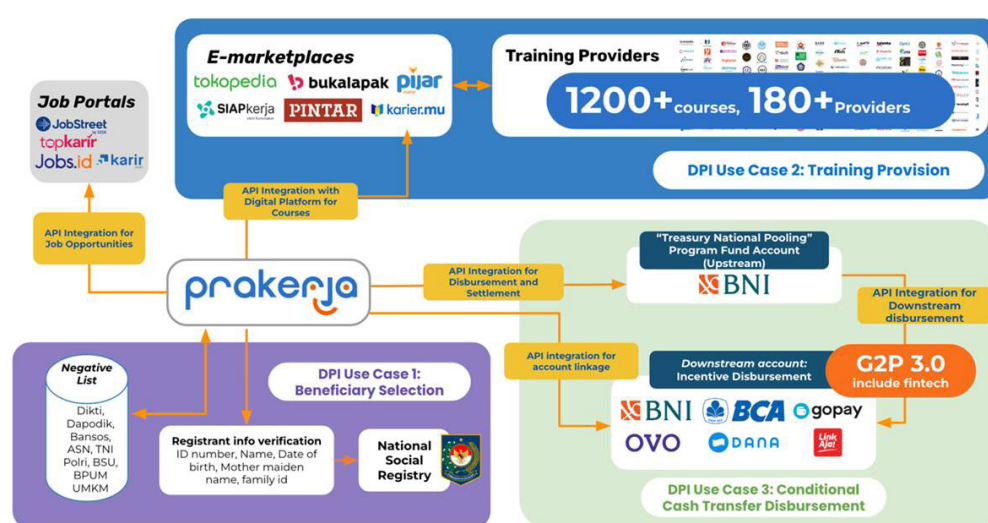 E-marketplaces
tokopedia
bukalapak
pijar
SIAPkerja
PINTAR
karier.mu
Training Providers
1200+courses, 180+Providers
DPI Use Case 2: Training Provision
Job Portals
JobStreet
topkarir
Jobs.id
karir
API Integration for
Job Opportunities
API Integration with
Digital Platform for
Courses
prakerja
API Integration for
Disbursement and
Settlement
"Treasury National Pooling"
Program Fund Account
(Upstream)
BNI
API Integration for
Downstream
disbursement
API integration for
account linkage
Downstream account:
Incentive Disbursement
G2P 3.0
include fintech
BNI
BCA
gopay
OVO
DANA
Link
Aja!
DPI Use Case 3: Conditional
Cash Transfer Disbursement
DPI Use Case 1:
Beneficiary Selection
Negative
List
Dikti,
Dapodik,
Bansos,
ASN, TNI
Polri, BSU,
BPUM
UMKM
Registrant info verification
ID number, Name, Date of
birth, Mother maiden
name, family id
National
Social
Registry